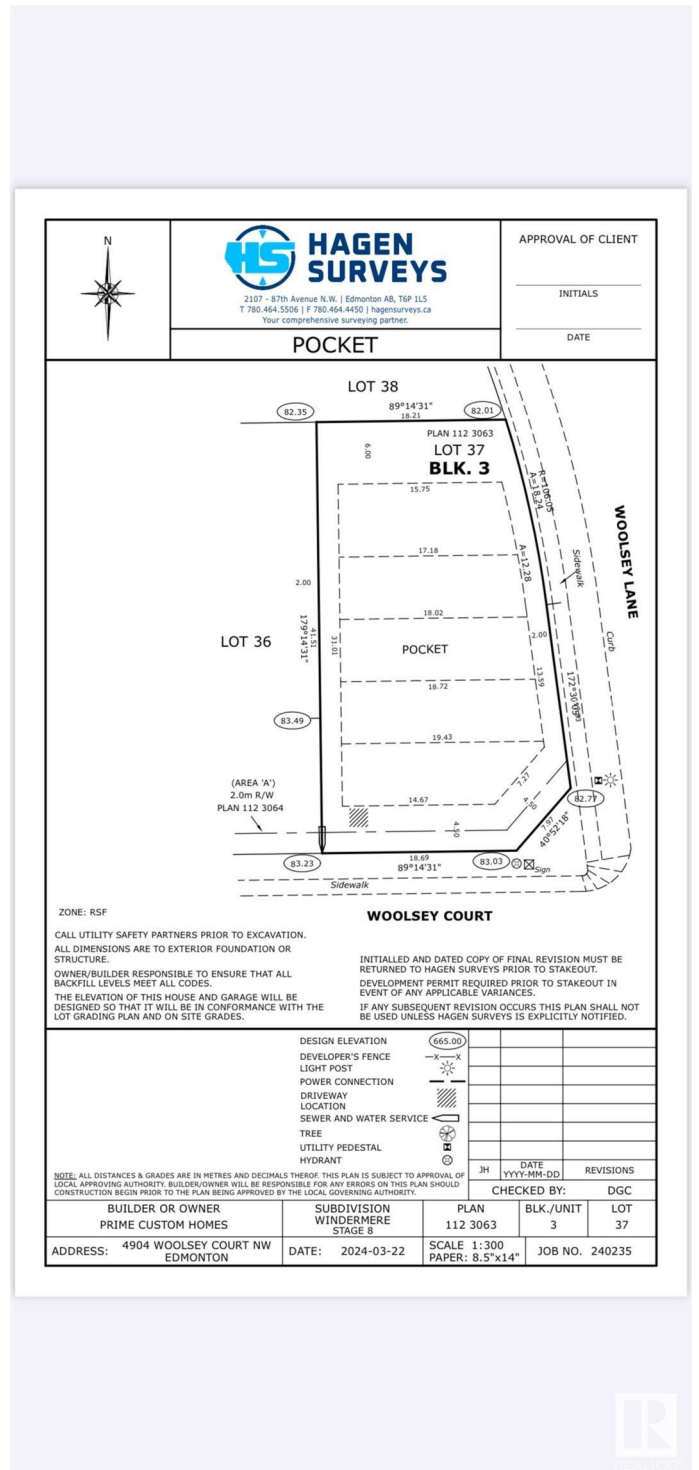 N
HS
HAGEN
SURVEYS
2107 - 87th Avenue N.W. | Edmonton AB, T6P 1L5
T 780.464.5506 | F 780.464.4450 | hagensurveys.ca
Your comprehensive surveying partner.
POCKET
APPROVAL OF CLIENT
INITIALS
DATE
LOT 38
82.35
89°14'31"
18.21
82.01
PLAN 112 3063
LOT 37
BLK. 3
6.00
15.75
R=106.05
A=18.24
WOOLSEY LANE
17.18
A=12.28
Sidewalk
2.00
18.02
LOT 36
179°14'31"
41.51
31.01
POCKET
2.00
Curb
18.72
13.59
172°30'05"
83.49
19.43
(AREA 'A')
2.0m R/W
PLAN 112 3064
7.27
14.67
4.50
4.50
82.77
7.97
40°52'18"
83.23
18.69
89°14'31"
83.03
Sign
Sidewalk
ZONE: RSF
WOOLSEY COURT
CALL UTILITY SAFETY PARTNERS PRIOR TO EXCAVATION.
ALL DIMENSIONS ARE TO EXTERIOR FOUNDATION OR
STRUCTURE.
OWNER/BUILDER RESPONSIBLE TO ENSURE THAT ALL
BACKFILL LEVELS MEET ALL CODES.
THE ELEVATION OF THIS HOUSE AND GARAGE WILL BE
DESIGNED SO THAT IT WILL BE IN CONFORMANCE WITH THE
LOT GRADING PLAN AND ON SITE GRADES.
INITIALLED AND DATED COPY OF FINAL REVISION MUST BE
RETURNED TO HAGEN SURVEYS PRIOR TO STAKEOUT.
DEVELOPMENT PERMIT REQUIRED PRIOR TO STAKEOUT IN
EVENT OF ANY APPLICABLE VARIANCES.
IF ANY SUBSEQUENT REVISION OCCURS THIS PLAN SHALL NOT
BE USED UNLESS HAGEN SURVEYS IS EXPLICITLY NOTIFIED.
DESIGN ELEVATION 665.00
DEVELOPER'S FENCE X X
LIGHT POST
POWER CONNECTION
DRIVEWAY
LOCATION
SEWER AND WATER SERVICE
TREE
UTILITY PEDESTAL
HYDRANT
NOTE: ALL DISTANCES & GRADES ARE IN METRES AND DECIMALS THEROF. THIS PLAN IS SUBJECT TO APPROVAL OF
LOCAL APPROVING AUTHORITY. BUILDER/OWNER WILL BE RESPONSIBLE FOR ANY ERRORS ON THIS PLAN SHOULD
CONSTRUCTION BEGIN PRIOR TO THE PLAN BEING APPROVED BY THE LOCAL GOVERNING AUTHORITY.
JH
DATE
YYYY-MM-DD
REVISIONS
CHECKED BY: DGC
BUILDER OR OWNER
PRIME CUSTOM HOMES
SUBDIVISION
WINDERMERE
STAGE 8
PLAN
112 3063
BLK./UNIT
3
LOT
37
ADDRESS: 4904 WOOLSEY COURT NW
EDMONTON
DATE: 2024-03-22
SCALE 1:300
PAPER: 8.5"x14"
JOB NO. 240235
R
REALTOR